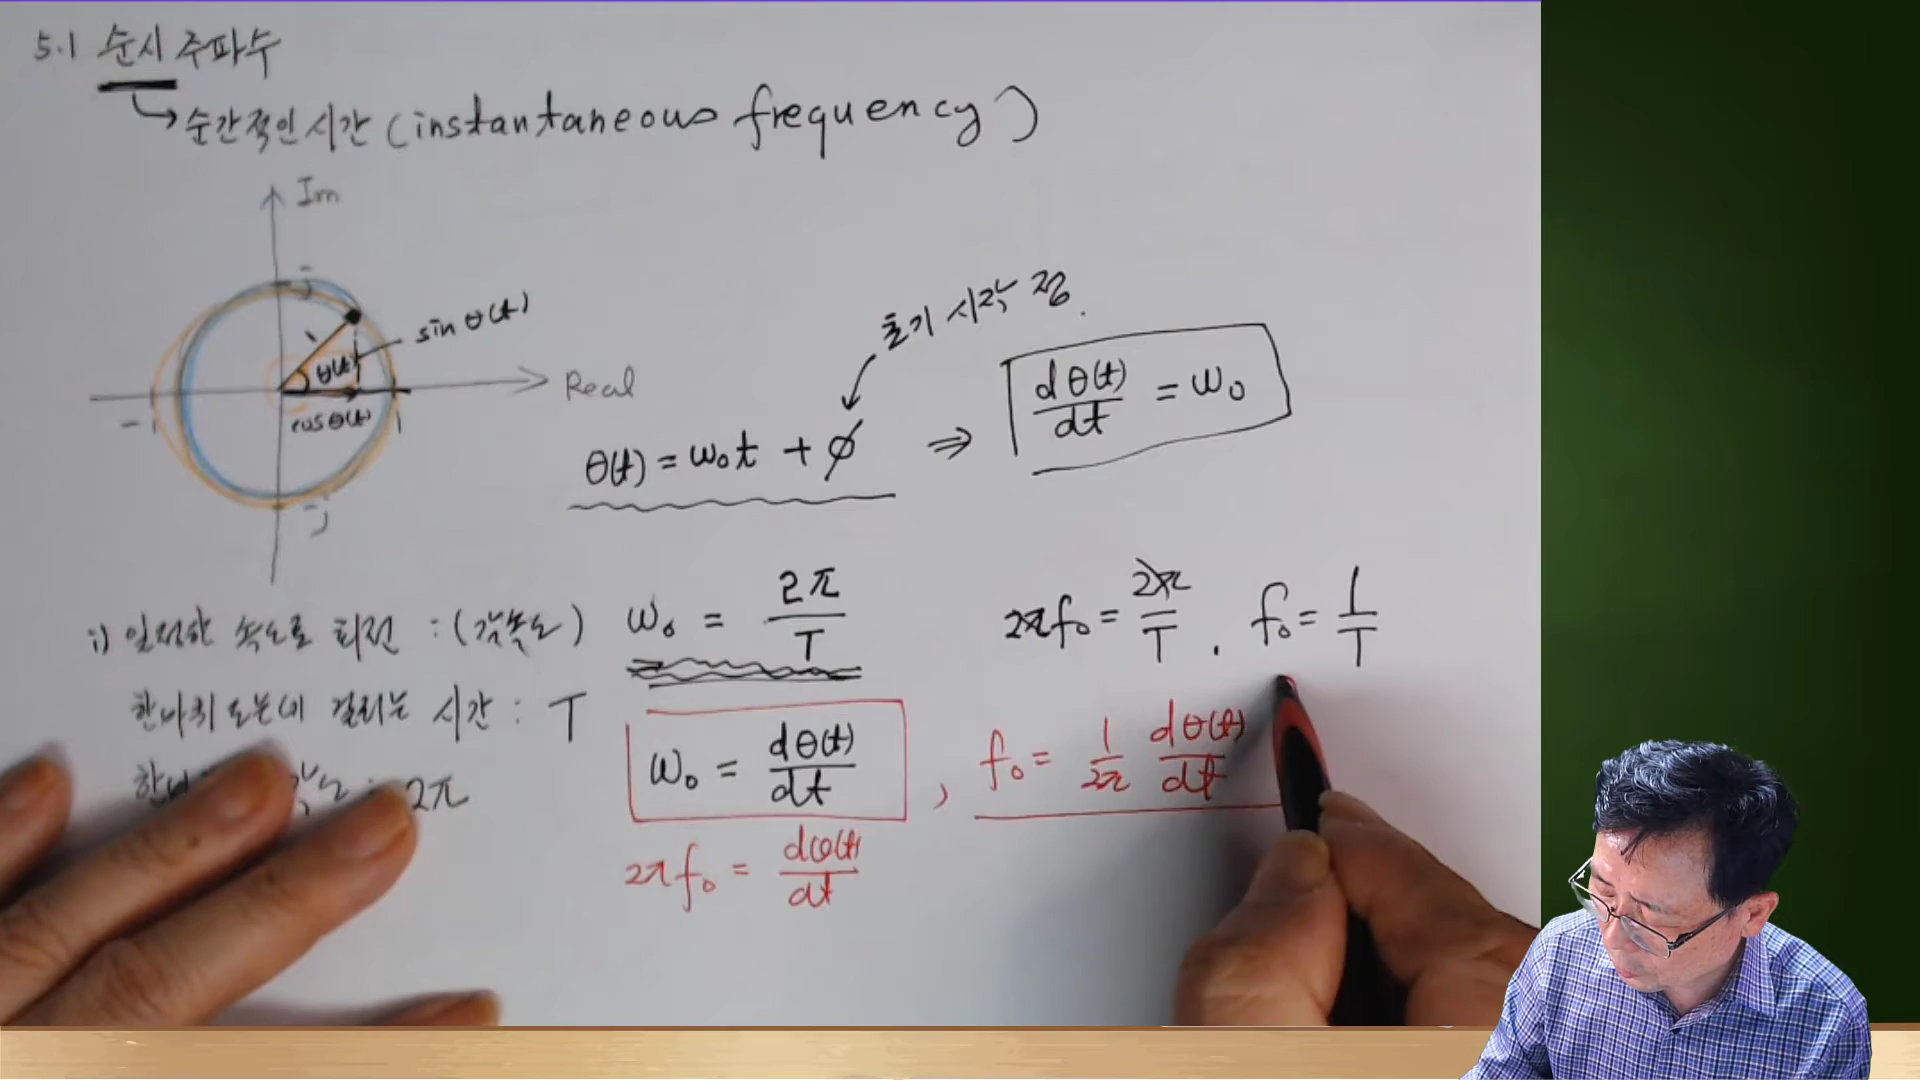 5.1 순시 주파수
→ 순간적인 시간 (instantaneous frequency)
Im
j
sin θ(t)
1
θ(t)
Real
-1
cos θ(t)
1
-j
초기 시작 점.
θ(t) = ω₀t + φ ⇒ dθ(t)/dt = ω₀
i) 일정한 속도로 회전 : (각속도) ω₀ = 2π/T
2πf₀ = 2π/T . f₀ = 1/T
한바퀴 도는데 걸리는 시간 : T
ω₀ = dθ(t)/dt , f₀ = 1/2π dθ(t)/dt
: 2π
2πf₀ = dθ(t)/dt